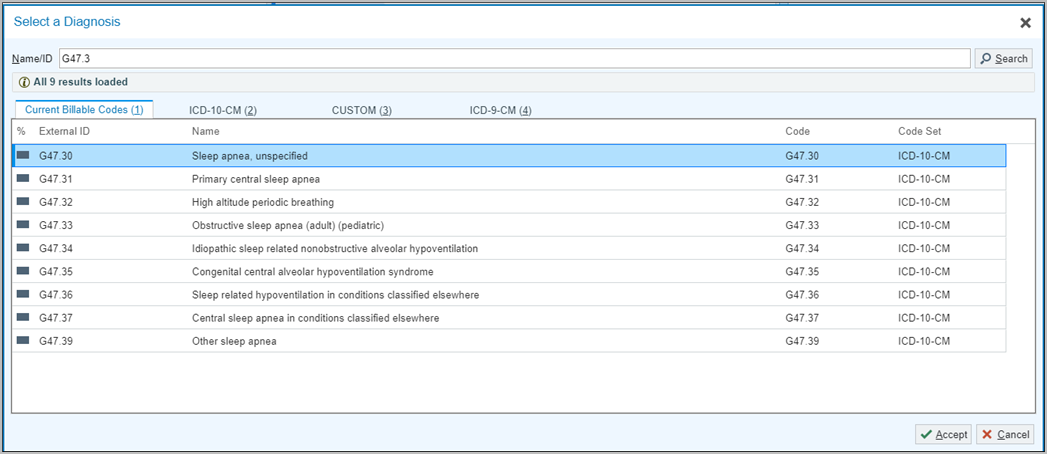 Select a Diagnosis
Name/ID G47.3 Search
All 9 results loaded
Current Billable Codes (1) ICD-10-CM (2) CUSTOM (3) ICD-9-CM (4)
% External ID Name Code Code Set
G47.30 Sleep apnea, unspecified G47.30 ICD-10-CM
G47.31 Primary central sleep apnea G47.31 ICD-10-CM
G47.32 High altitude periodic breathing G47.32 ICD-10-CM
G47.33 Obstructive sleep apnea (adult) (pediatric) G47.33 ICD-10-CM
G47.34 Idiopathic sleep related nonobstructive alveolar hypoventilation G47.34 ICD-10-CM
G47.35 Congenital central alveolar hypoventilation syndrome G47.35 ICD-10-CM
G47.36 Sleep related hypoventilation in conditions classified elsewhere G47.36 ICD-10-CM
G47.37 Central sleep apnea in conditions classified elsewhere G47.37 ICD-10-CM
G47.39 Other sleep apnea G47.39 ICD-10-CM
Accept Cancel